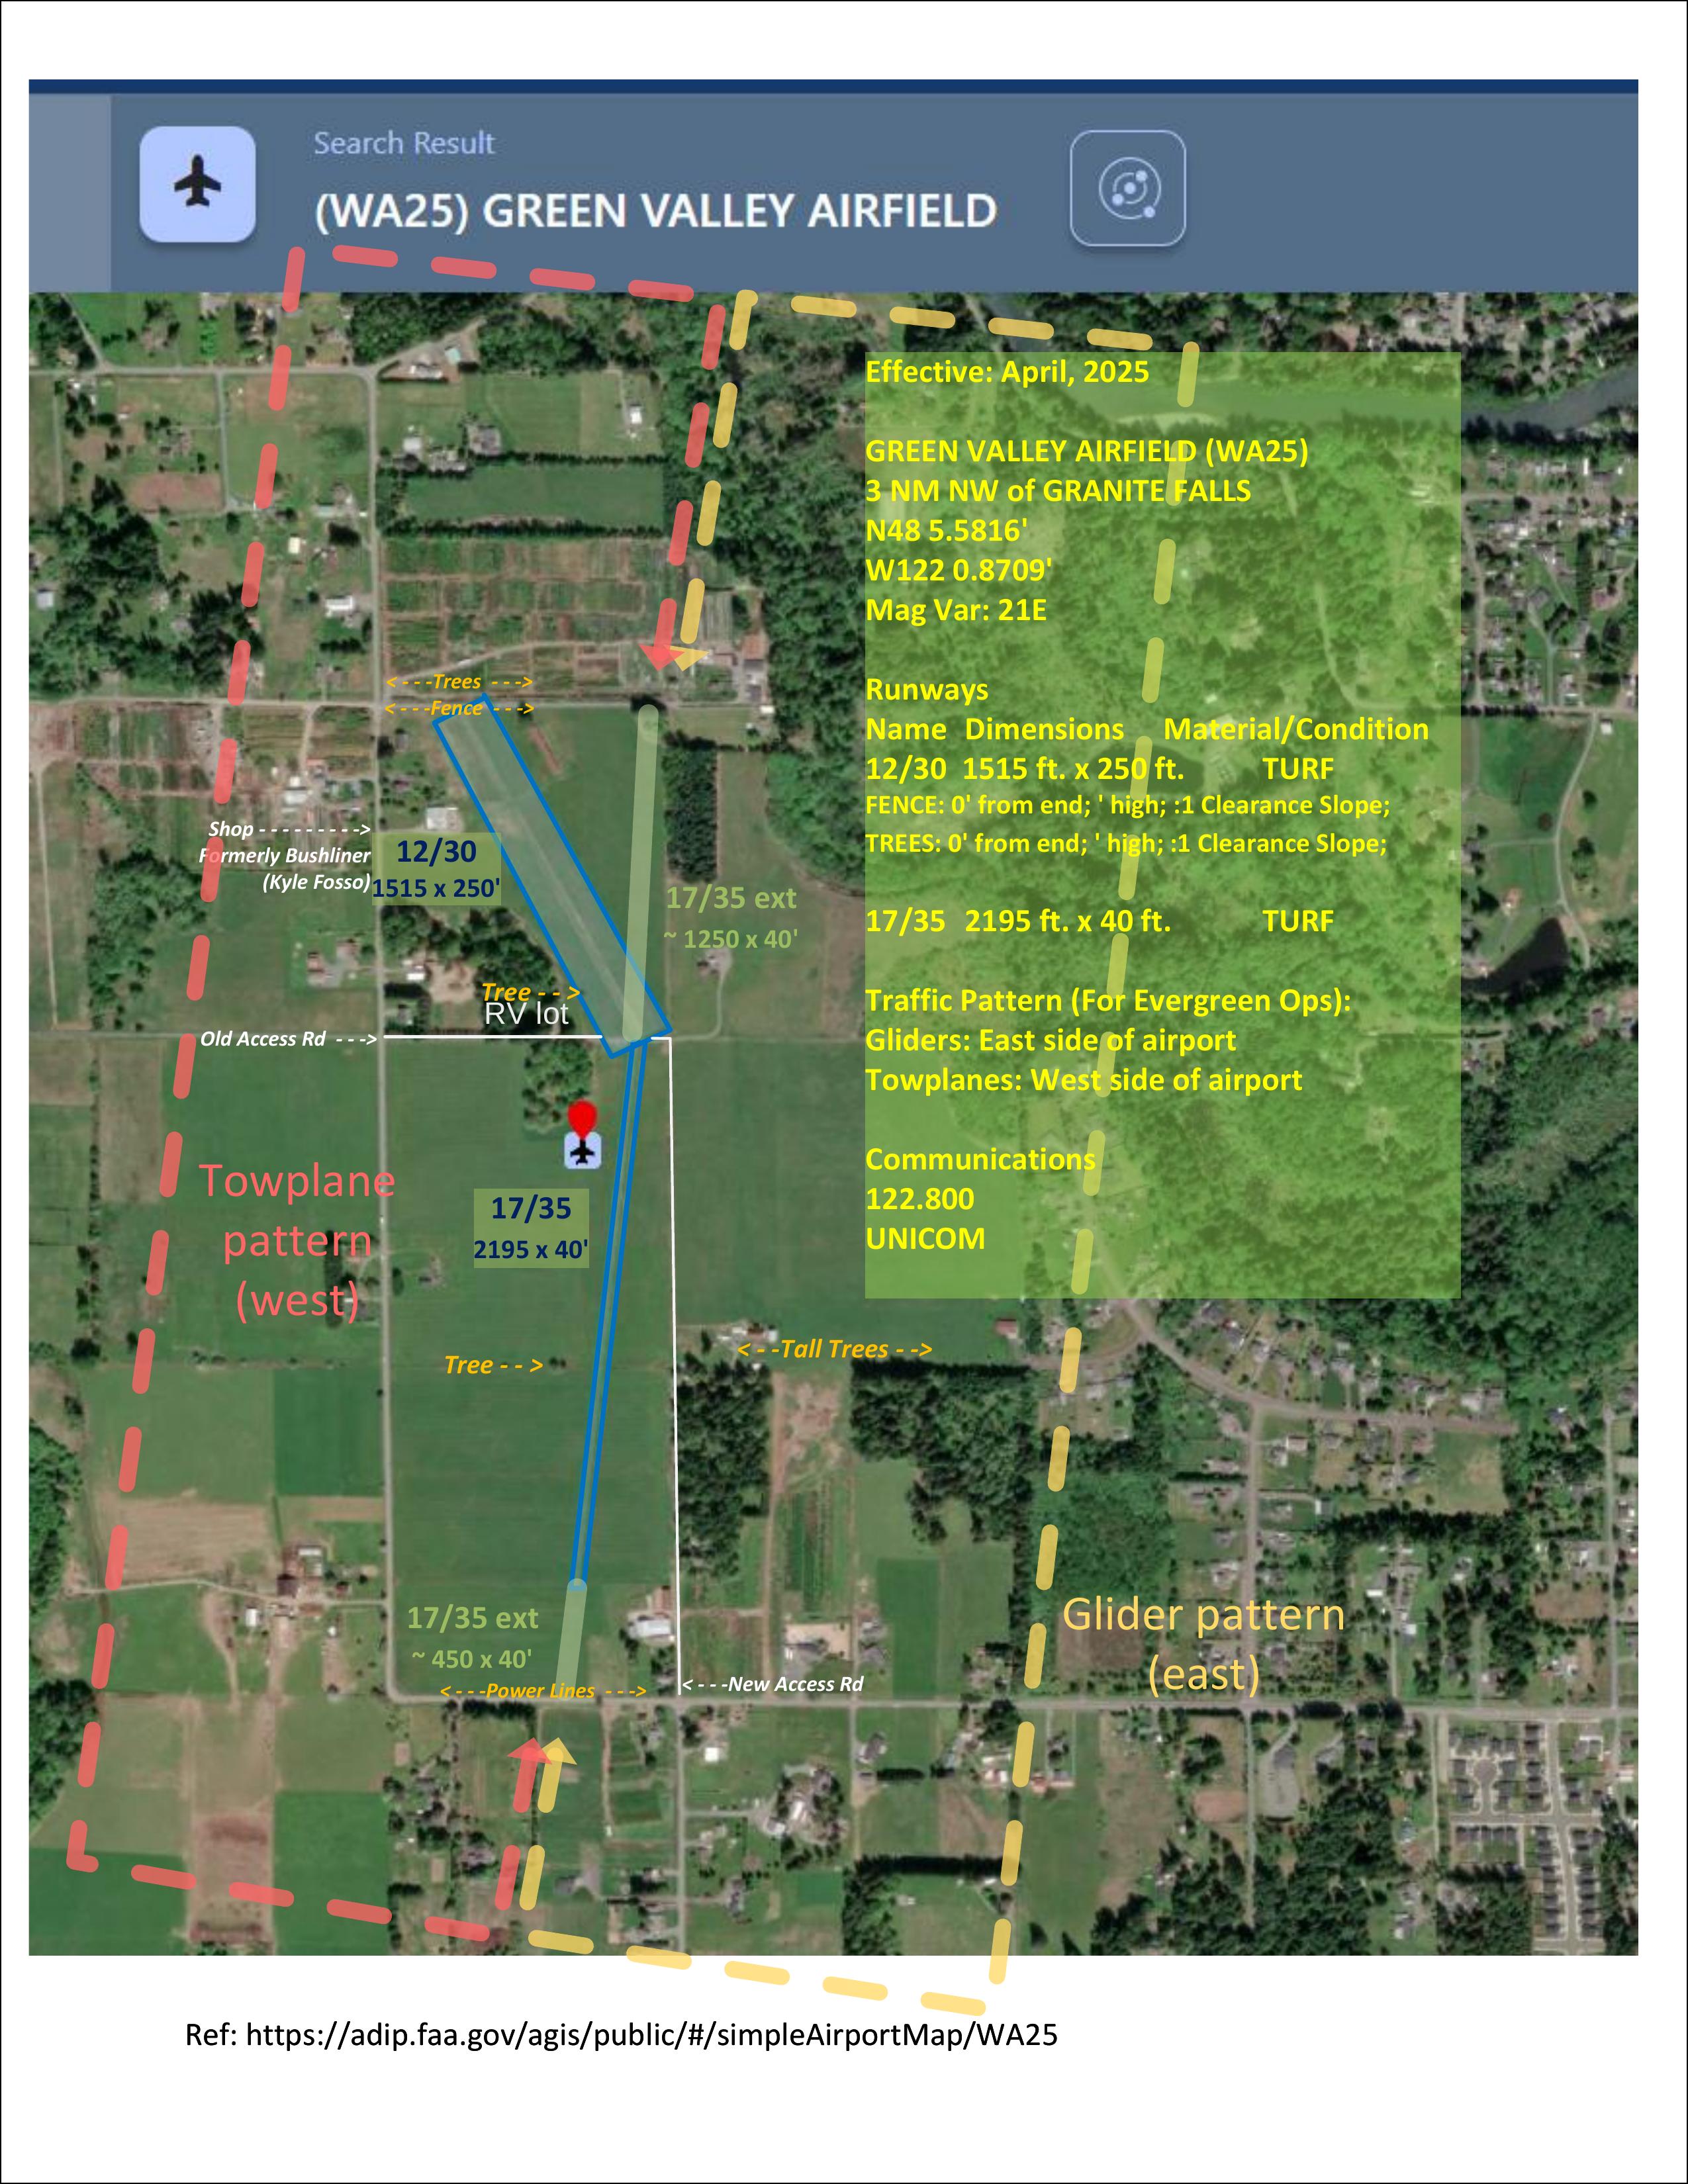 Search Result
(WA25) GREEN VALLEY AIRFIELD
Effective: April, 2025
GREEN VALLEY AIRFIELD (WA25)
3 NM NW of GRANITE FALLS
N48 5.5816'
W122 0.8709'
Mag Var: 21E
Runways
Name Dimensions Material/Condition
12/30 1515 ft. x 250 ft. TURF
FENCE: 0' from end; ' high; :1 Clearance Slope;
TREES: 0' from end; ' high; :1 Clearance Slope;
17/35 2195 ft. x 40 ft. TURF
Traffic Pattern (For Evergreen Ops):
Gliders: East side of airport
Towplanes: West side of airport
Communications
122.800
UNICOM
< - - -Trees - - ->
< - - -Fence - - ->
Shop - - - - - - - - ->
Formerly Bushliner
(Kyle Fosso)
12/30
1515 x 250'
17/35 ext
~ 1250 x 40'
Tree - - >
RV lot
Old Access Rd - - ->
Towplane
pattern
(west)
17/35
2195 x 40'
Tree - - >
< - -Tall Trees - ->
17/35 ext
~ 450 x 40'
< - - -Power Lines - - ->
< - - -New Access Rd
Glider pattern
(east)
Ref: https://adip.faa.gov/agis/public/#/simpleAirportMap/WA25